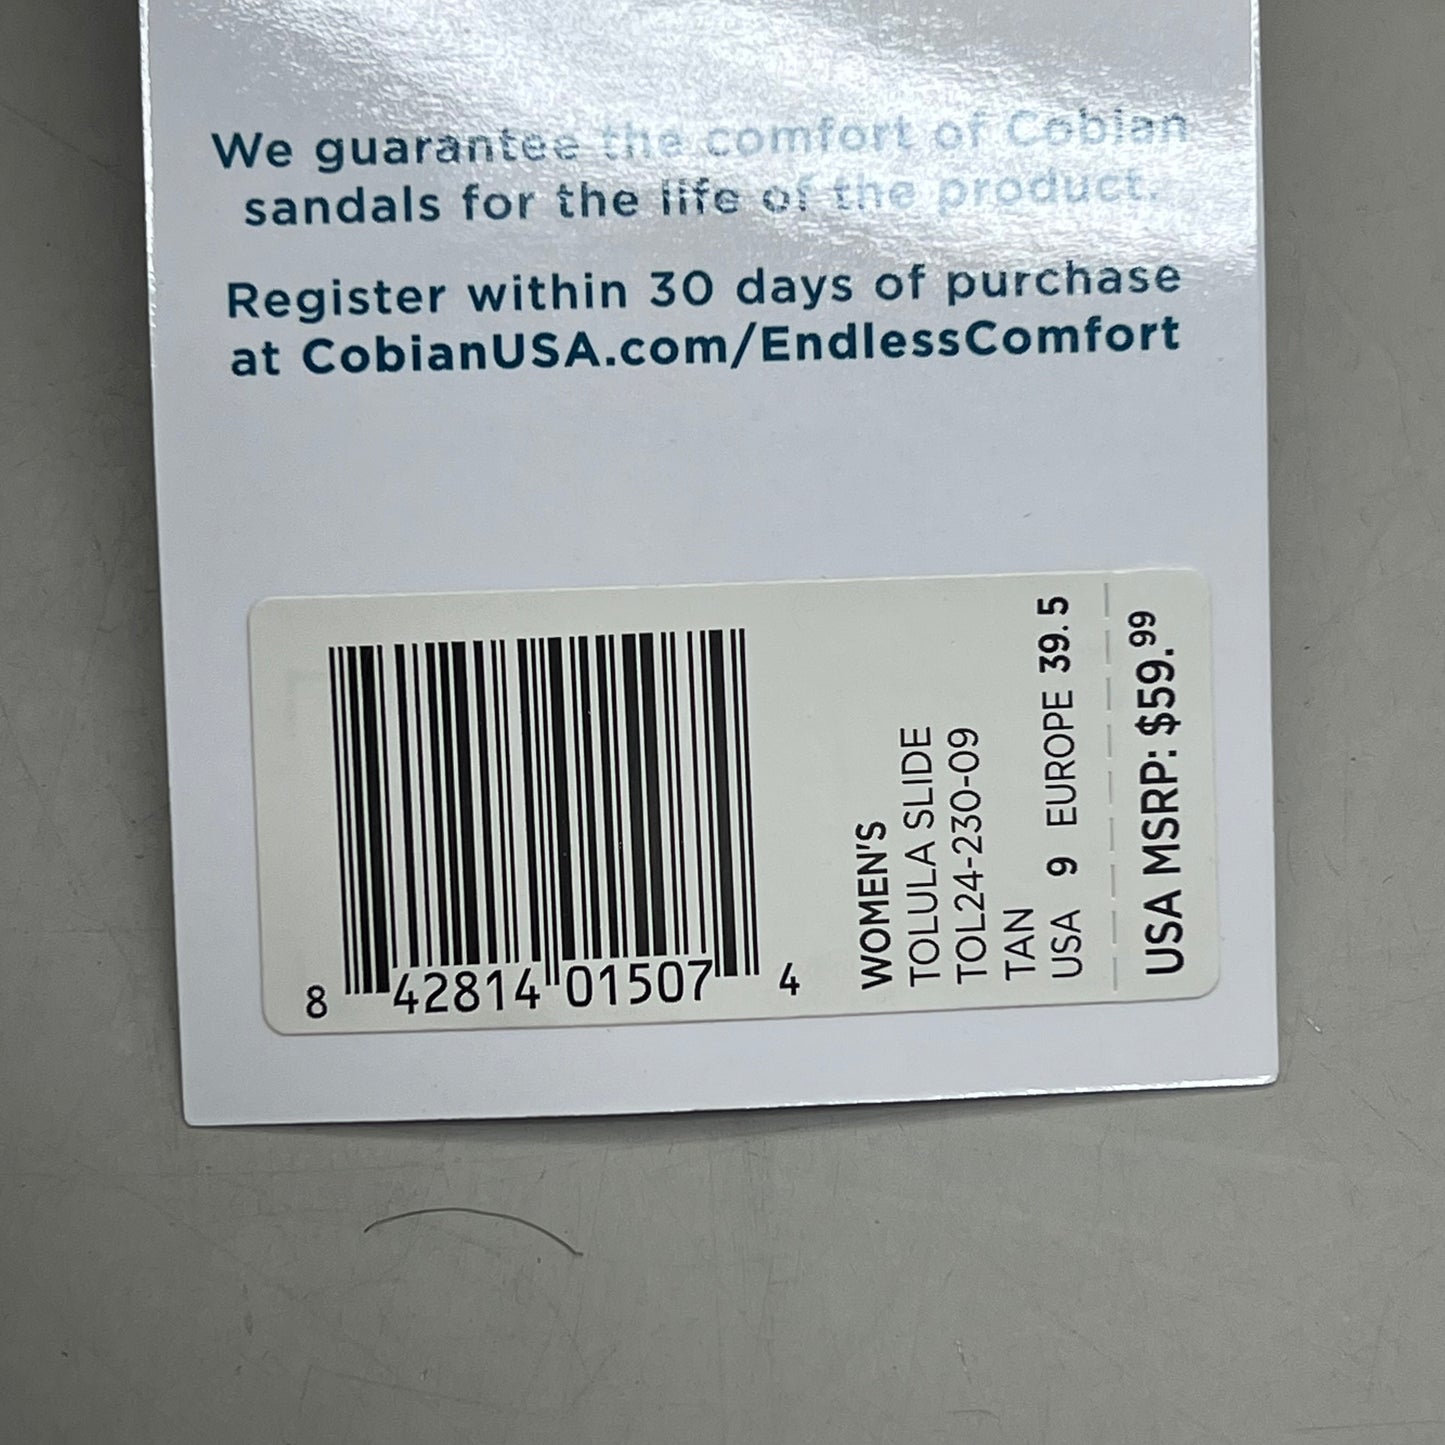 We guarantee the comfort of Cobian
sandals for the life of the product.
Register within 30 days of purchase
at CobianUSA.com/EndlessComfort
8 42814 01507 4
WOMEN'S
TOLULA SLIDE
TOL24-230-09
TAN
USA 9 EUROPE 39.5
USA MSRP: $59.99